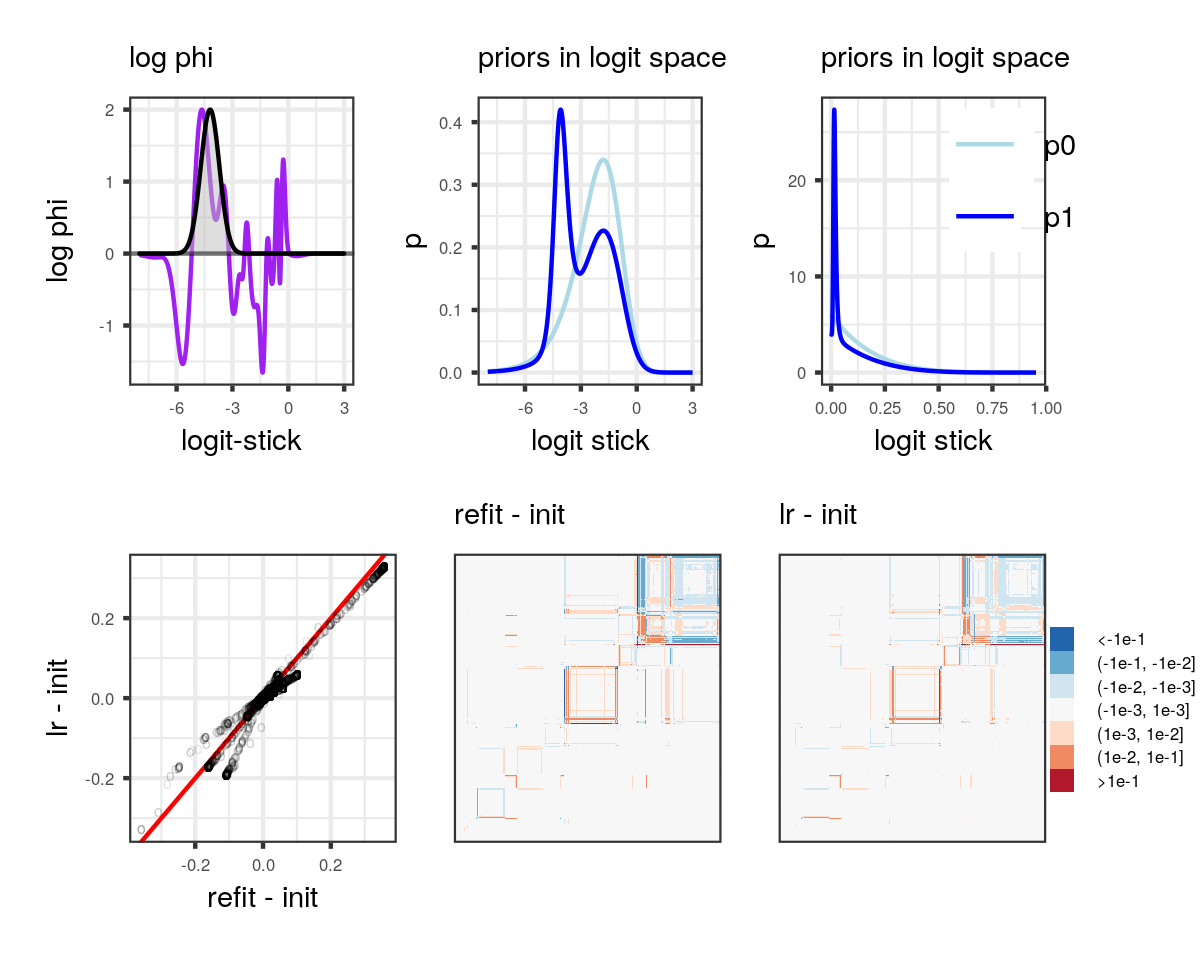 log phi
priors in logit space
priors in logit space
log phi
2
1
0
-1
-6
-3
0
3
logit-stick
p
0.4
0.3
0.2
0.1
0.0
-6
-3
0
3
logit stick
p
20
10
0
0.00
0.25
0.50
0.75
1.00
logit stick
p0
p1
refit - init
lr - init
lr - init
0.2
0.0
-0.2
-0.2
0.0
0.2
refit - init
<-1e-1
(-1e-1, -1e-2]
(-1e-2, -1e-3]
(-1e-3, 1e-3]
(1e-3, 1e-2]
(1e-2, 1e-1]
>1e-1